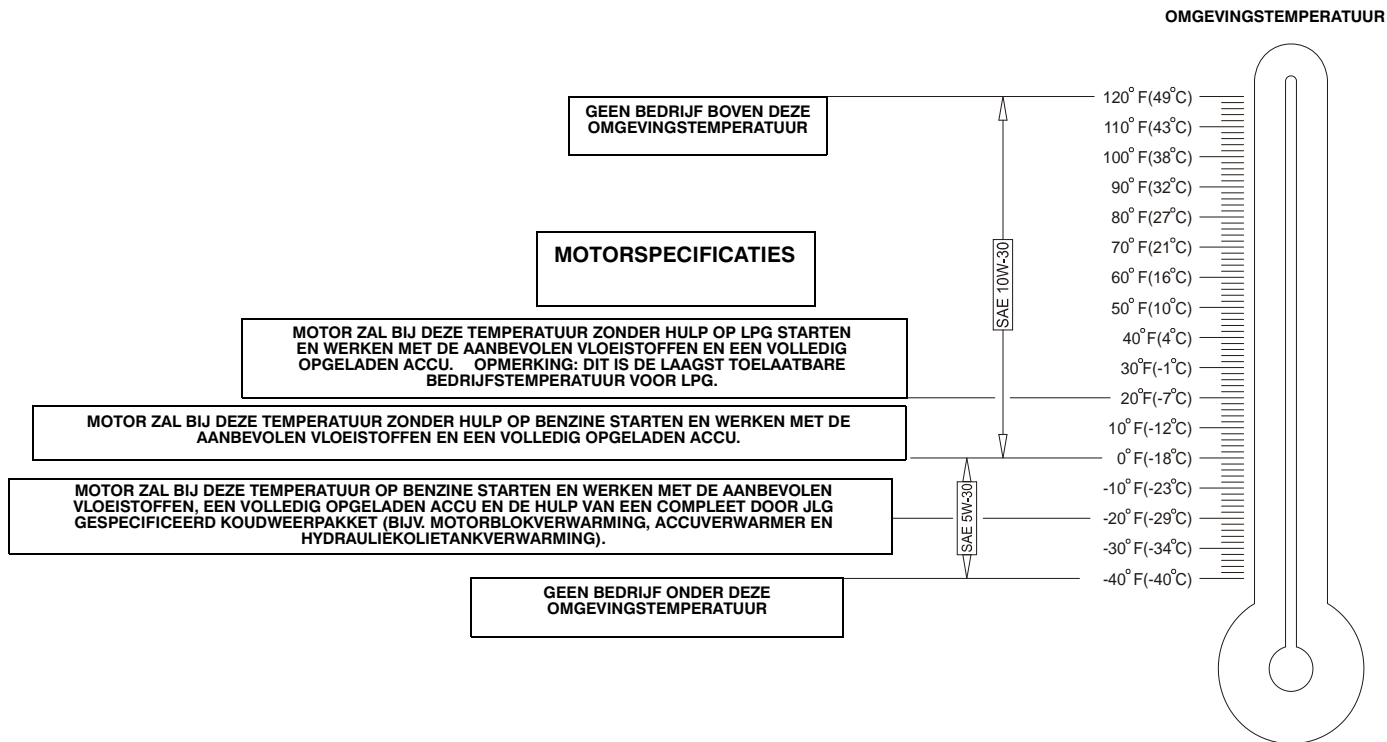 OMGEVINGSTEMPERATUUR
120° F(49°C)
GEEN BEDRIJF BOVEN DEZE
OMGEVINGSTEMPERATUUR
110° F(43°C)
100° F(38°C)
90° F(32°C)
80° F(27°C)
MOTORSPECIFICATIES
70° F(21°C)
SAE 10W-30
60° F(16°C)
50° F(10°C)
MOTOR ZAL BIJ DEZE TEMPERATUUR ZONDER HULP OP LPG STARTEN
EN WERKEN MET DE AANBEVOLEN VLOEISTOFFEN EN EEN VOLLEDIG
OPGELADEN ACCU. OPMERKING: DIT IS DE LAAGST TOELAATBARE
BEDRIJFSTEMPERATUUR VOOR LPG.
40° F(4°C)
30°F(-1°C)
20°F(-7°C)
MOTOR ZAL BIJ DEZE TEMPERATUUR ZONDER HULP OP BENZINE STARTEN EN WERKEN MET DE
AANBEVOLEN VLOEISTOFFEN EN EEN VOLLEDIG OPGELADEN ACCU.
10° F(-12°C)
0° F(-18°C)
MOTOR ZAL BIJ DEZE TEMPERATUUR OP BENZINE STARTEN EN WERKEN MET DE AANBEVOLEN
VLOEISTOFFEN, EEN VOLLEDIG OPGELADEN ACCU EN DE HULP VAN EEN COMPLEET DOOR JLG
GESPECIFICEERD KOUDWEERPAKKET (BIJV. MOTORBLOKVERWARMING, ACCUVERWARMER EN
HYDRAULIEKOLIETANKVERWARMING).
SAE 5W-30
-10° F(-23°C)
-20° F(-29°C)
-30° F(-34°C)
-40° F(-40°C)
GEEN BEDRIJF ONDER DEZE
OMGEVINGSTEMPERATUUR